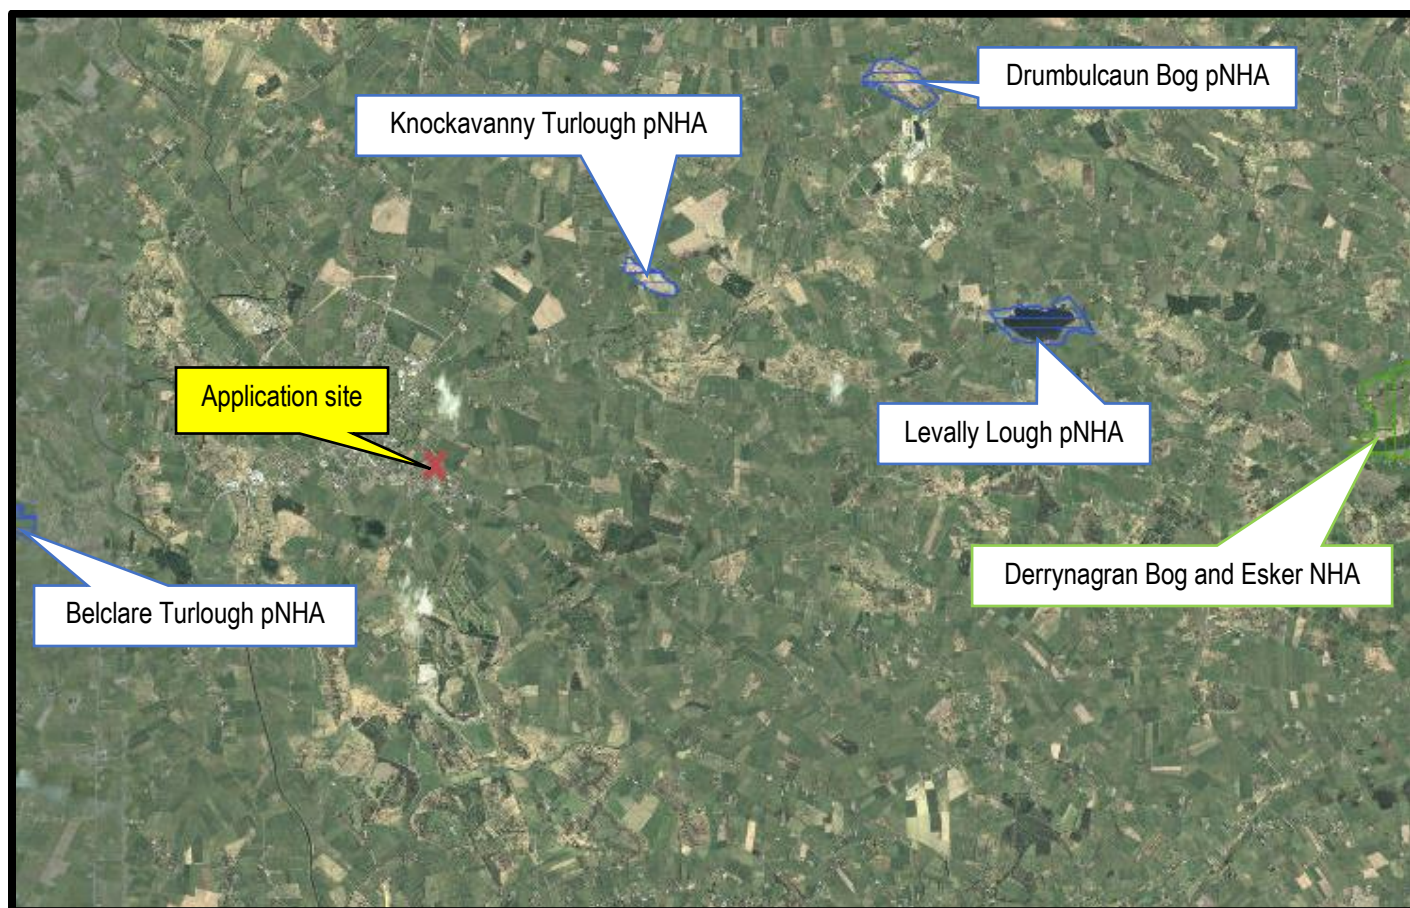 Drumbulcaun Bog pNHA
Knockavanny Turlough pNHA
Application site
Levally Lough pNHA
Derrynagran Bog and Esker NHA
Belclare Turlough pNHA